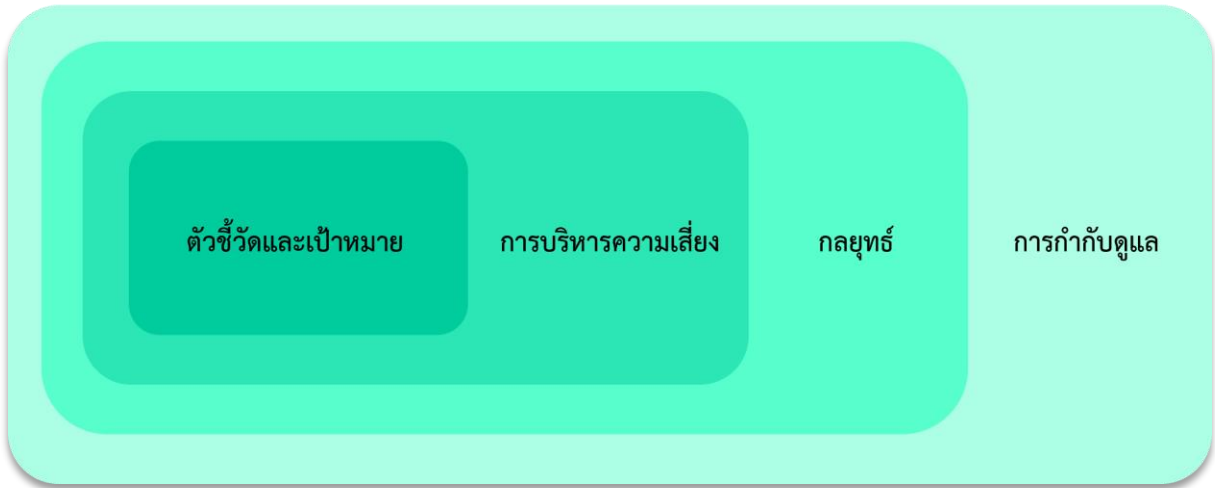 ตัวชี้วัดและเป้าหมาย
การบริหารความเสี่ยง
กลยุทธ์
การกำกับดูแล